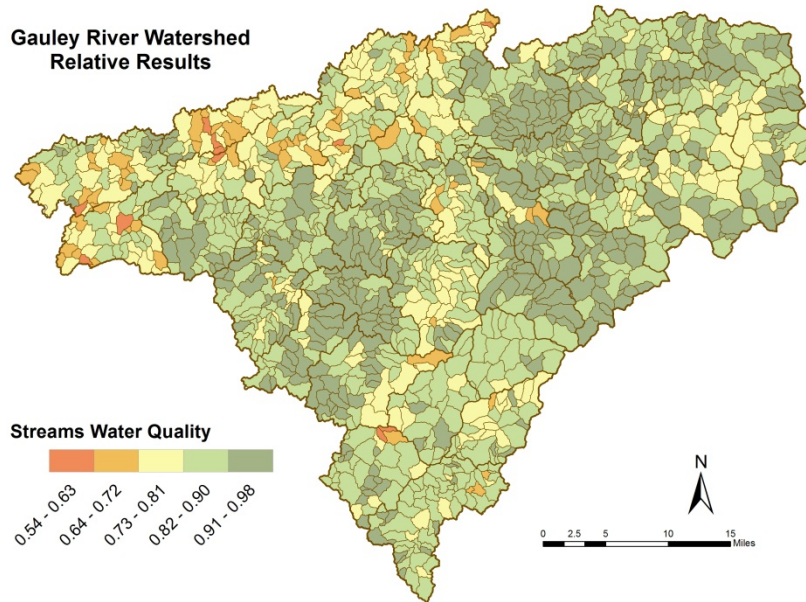 Gauley River Watershed
Relative Results
Streams Water Quality
0.54 - 0.63
0.64 - 0.72
0.73 - 0.81
0.82 - 0.90
0.91 - 0.98
N
0 2.5 5 10 15
Miles